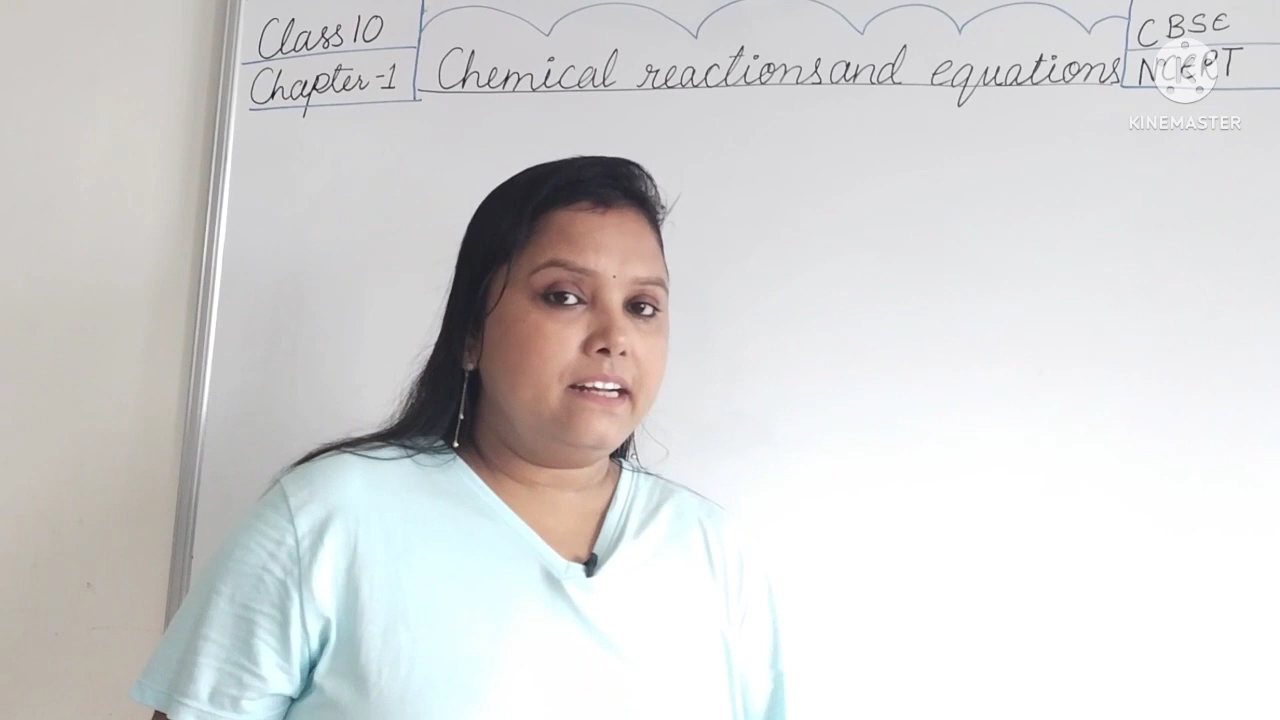 Class 10
Chapter-1
Chemical reactions and equations
CBSE
NCERT
KINEMASTER